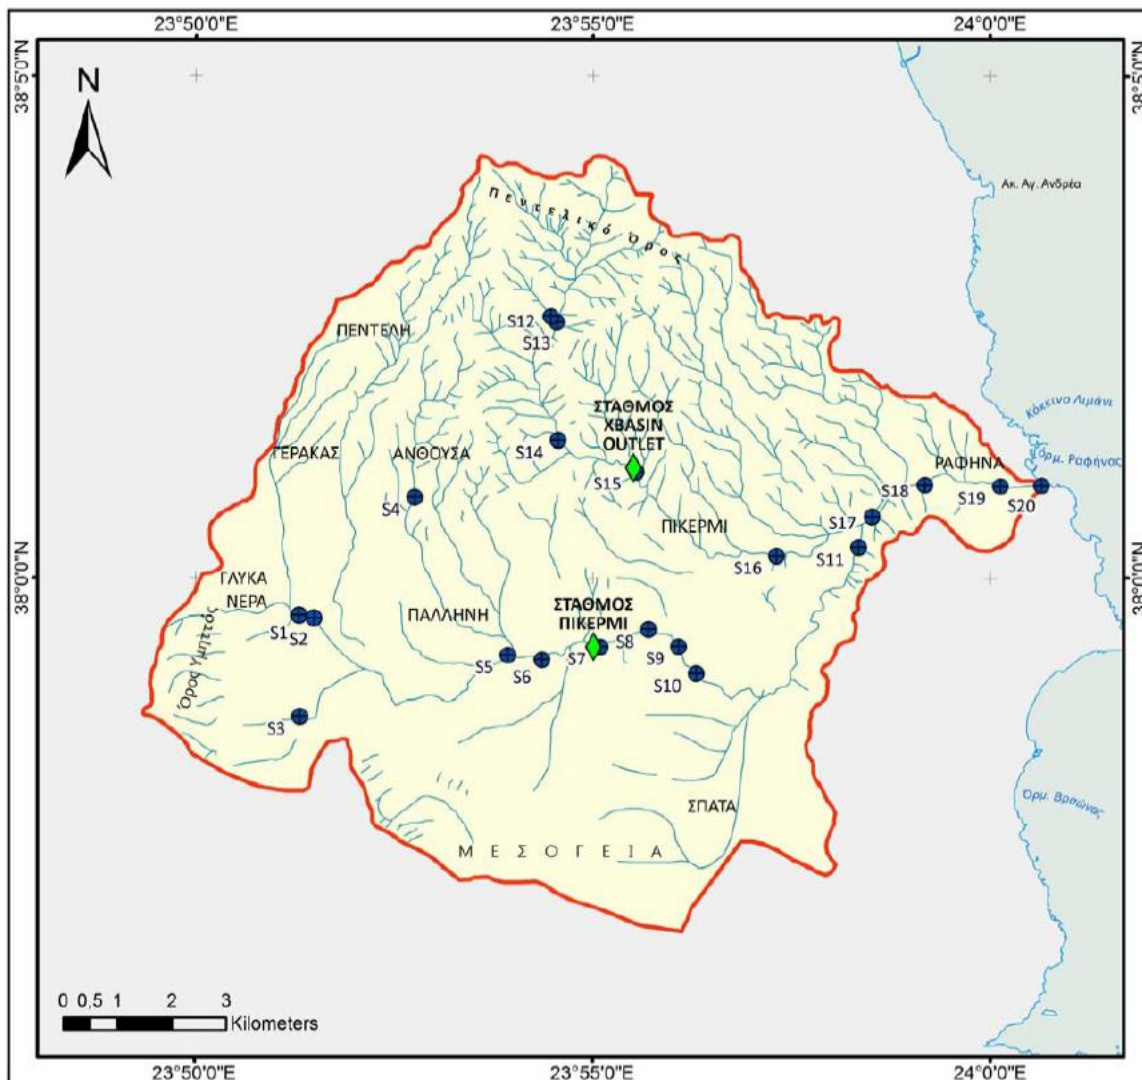 23°50'0"E 23°55'0"E 24°0'0"E
38°5'0"N 38°5'0"N
N
Ακ. Αγ. Ανδρέα
Πεντελικό Όρος
S12
S13
ΠΕΝΤΕΛΗ
Κόκκινο Λιμάνι
ΣΤΑΘΜΟΣ
XBASIN
OUTLET
ΓΕΡΑΚΑΣ ΑΝΘΟΥΣΑ S14
Όρμ. Ραφήνας
ΡΑΦΗΝΑ
S15
S18 S19 S20
S4
ΠΙΚΕΡΜΙ S17
S16 S11
38°0'0"N 38°0'0"N
ΓΛΥΚΑ
ΝΕΡΑ
ΠΑΛΛΗΝΗ
ΣΤΑΘΜΟΣ
ΠΙΚΕΡΜΙ
S1 S2
S8
S5 S6 S7 S9
S10
Όρος Υμηττός
S3
ΣΠΑΤΑ
Όρμ. Βραώνας
ΜΕΣΟΓΕΙΑ
0 0,5 1 2 3
Kilometers
23°50'0"E 23°55'0"E 24°0'0"E